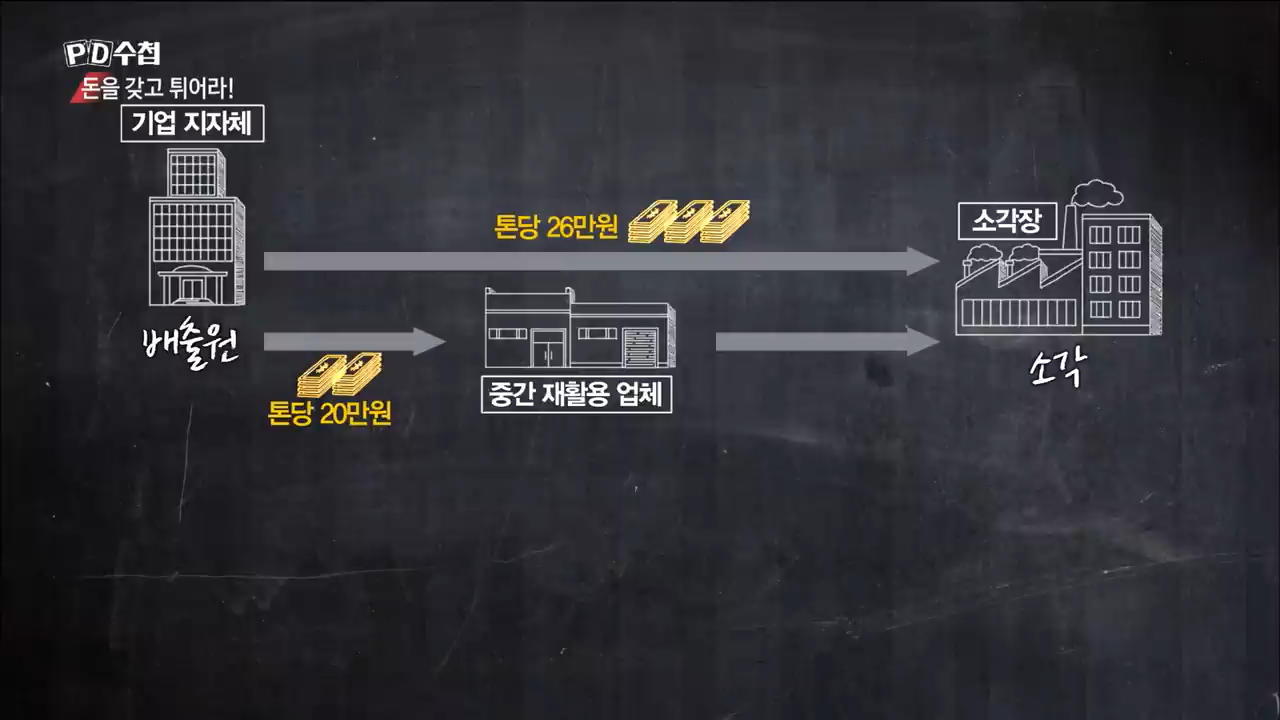 PD수첩
돈을 갖고 튀어라!
기업 지자체
톤당 26만원
소각장
배출원
톤당 20만원
중간 재활용 업체
소각